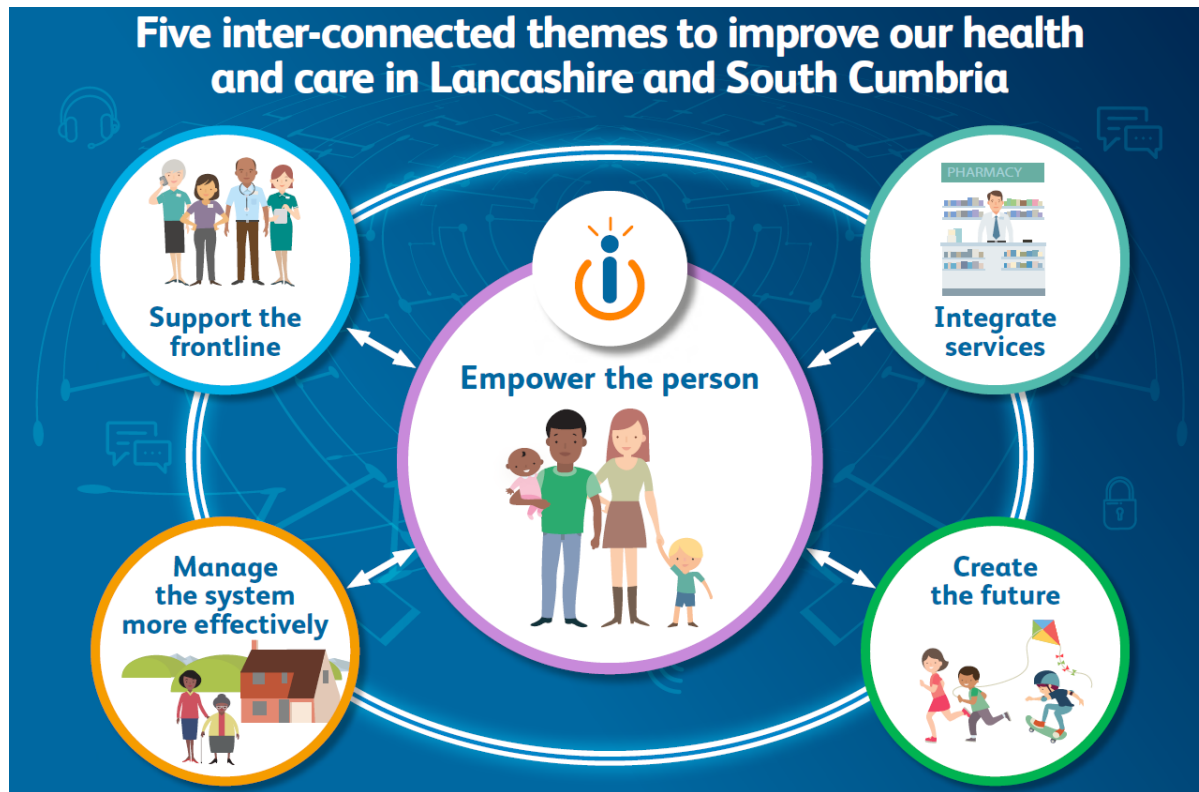 Five inter-connected themes to improve our health
and care in Lancashire and South Cumbria
PHARMACY
Support the
frontline
Integrate
services
Empower the person
Manage
the system
more effectively
Create
the future